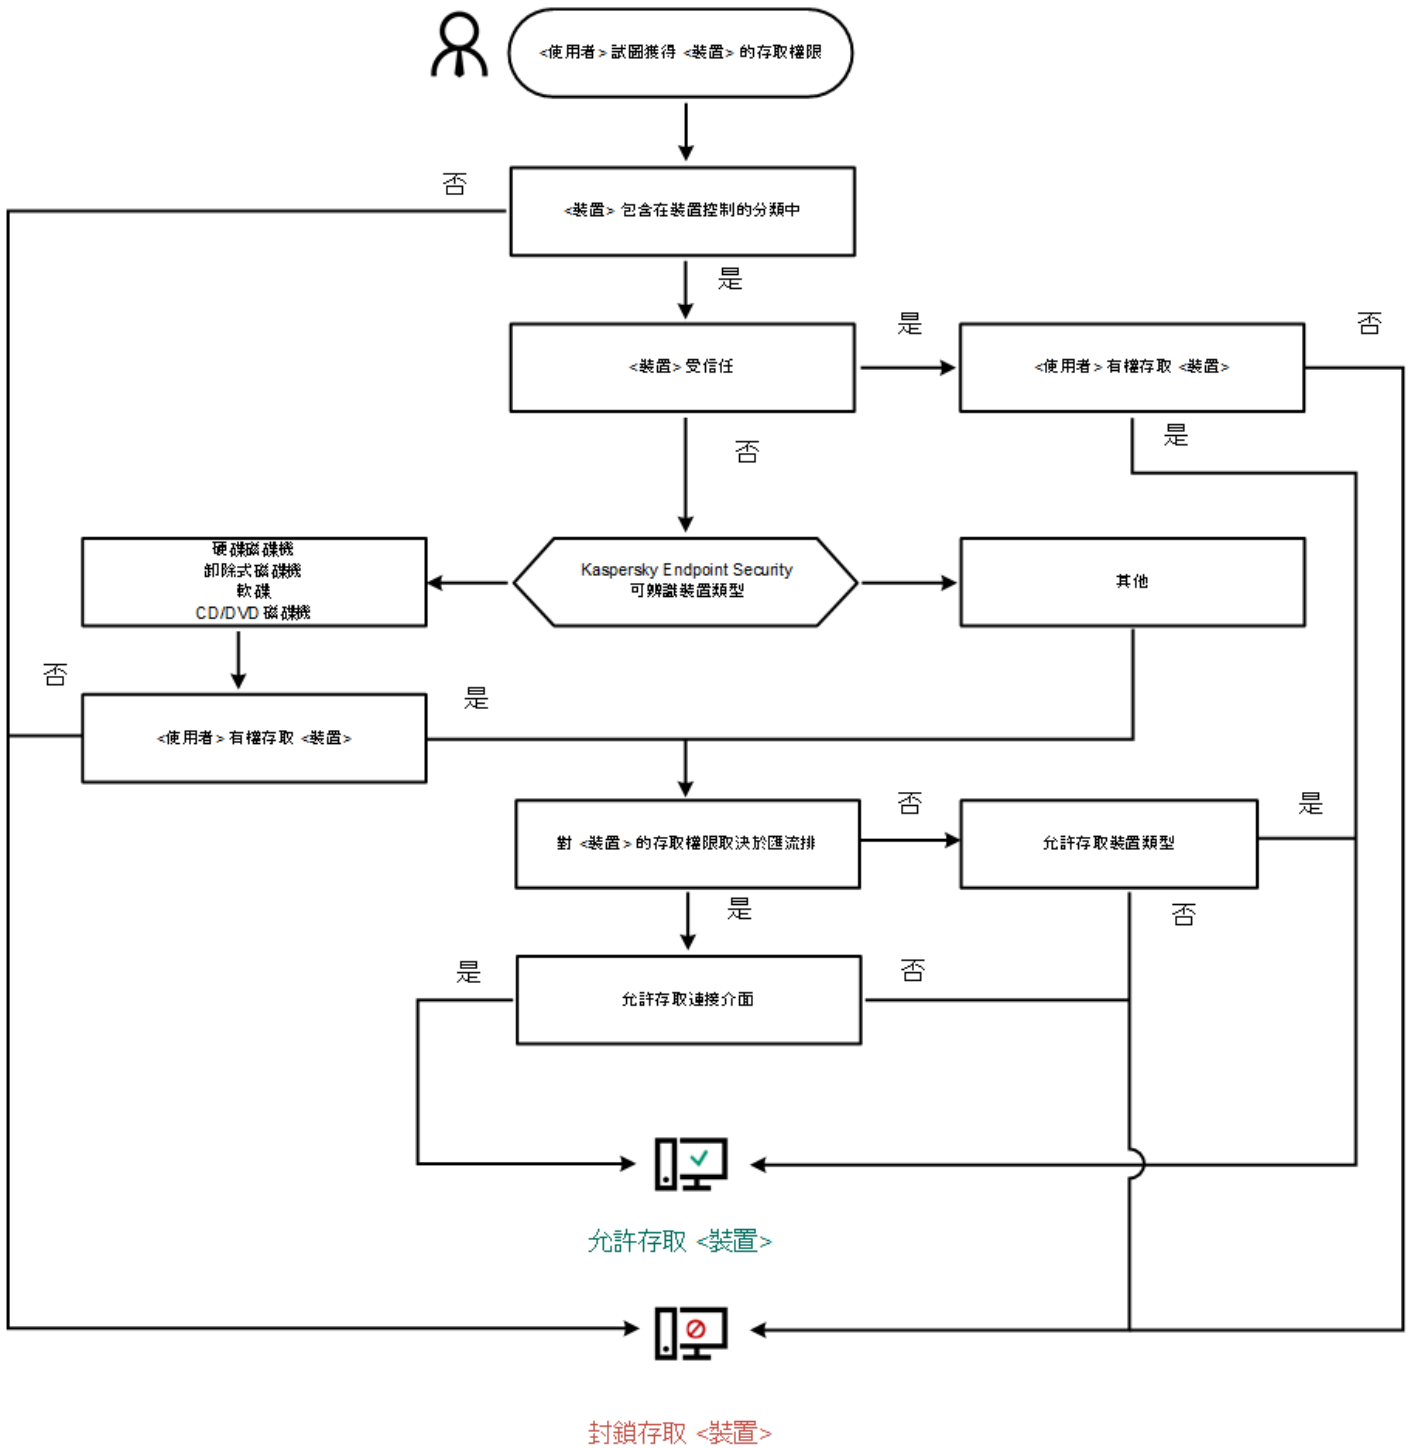 <使用者> 試圖獲得 <裝置> 的存取權限
否
<裝置> 包含在裝置控制的分類中
是
是
否
<裝置> 受信任
<使用者> 有權存取 <裝置>
否
是
硬碟磁碟機
卸除式磁碟機
軟碟
CD/DVD 磁碟機
Kaspersky Endpoint Security
可辨識裝置類型
其他
否
是
<使用者> 有權存取 <裝置>
否
是
對 <裝置> 的存取權限取決於匯流排
允許存取裝置類型
是
否
是
否
允許存取連接介面
允許存取 <裝置>
封鎖存取 <裝置>